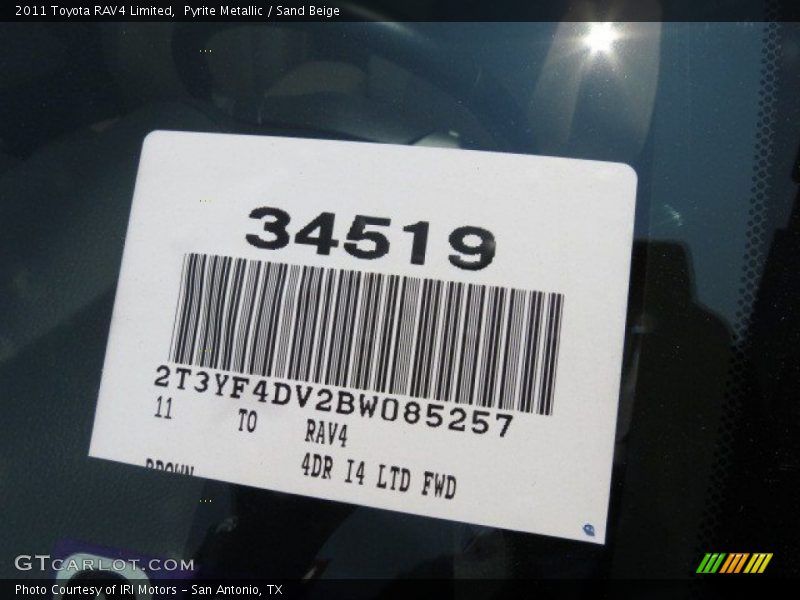 2011 Toyota RAV4 Limited, Pyrite Metallic / Sand Beige
34519
2T3YF4DV2BW085257
11 TO RAV4
BROWN 4DR I4 LTD FWD
GTCARLOT.COM
Photo Courtesy of IRI Motors - San Antonio, TX